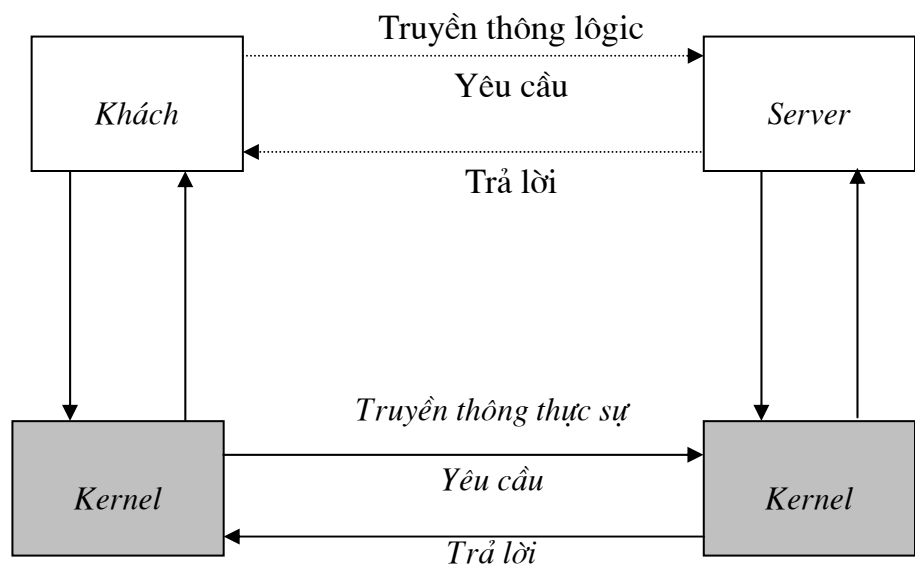 Truyền thông lôgic
Yêu cầu
Khách
Server
Trả lời
Truyền thông thực sự
Yêu cầu
Kernel
Kernel
Trả lời